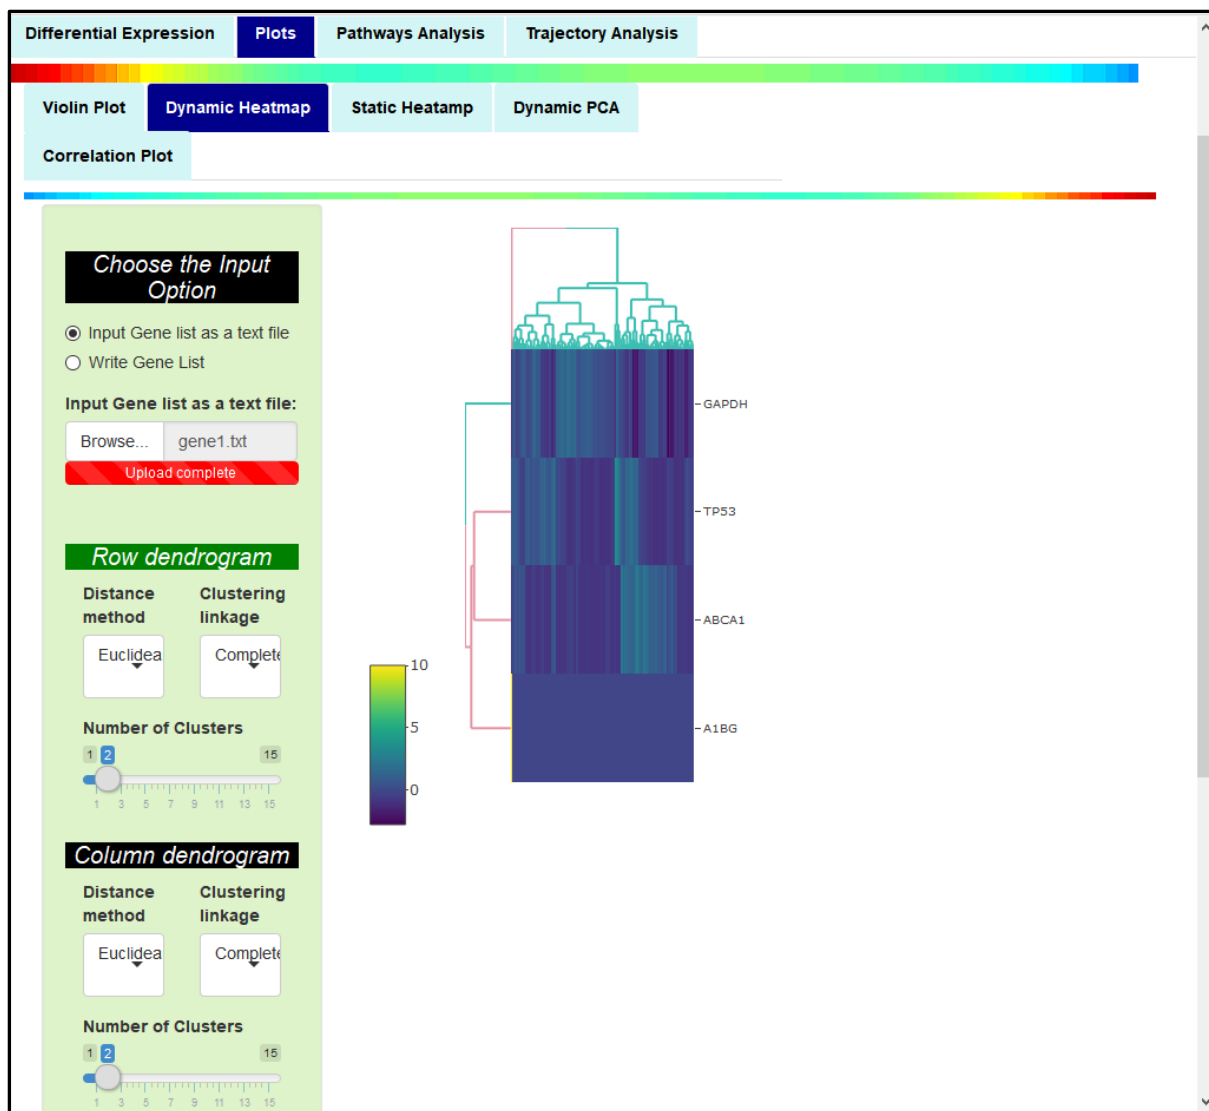 Differential Expression Plots Pathways Analysis Trajectory Analysis
Violin Plot Dynamic Heatmap Static Heatamp Dynamic PCA
Correlation Plot
Choose the Input
Option
Input Gene list as a text file
Write Gene List
Input Gene list as a text file:
Browse... gene1.txt
Upload complete
Row dendrogram
Distance Clustering
method linkage
Euclidea Complete
Number of Clusters
1 2 15
1 3 5 7 9 11 13 15
Column dendrogram
Distance Clustering
method linkage
Euclidea Complete
Number of Clusters
1 2 15
1 3 5 7 9 11 13 15
GAPDH
TP53
ABCA1
A1BG
10
5
0